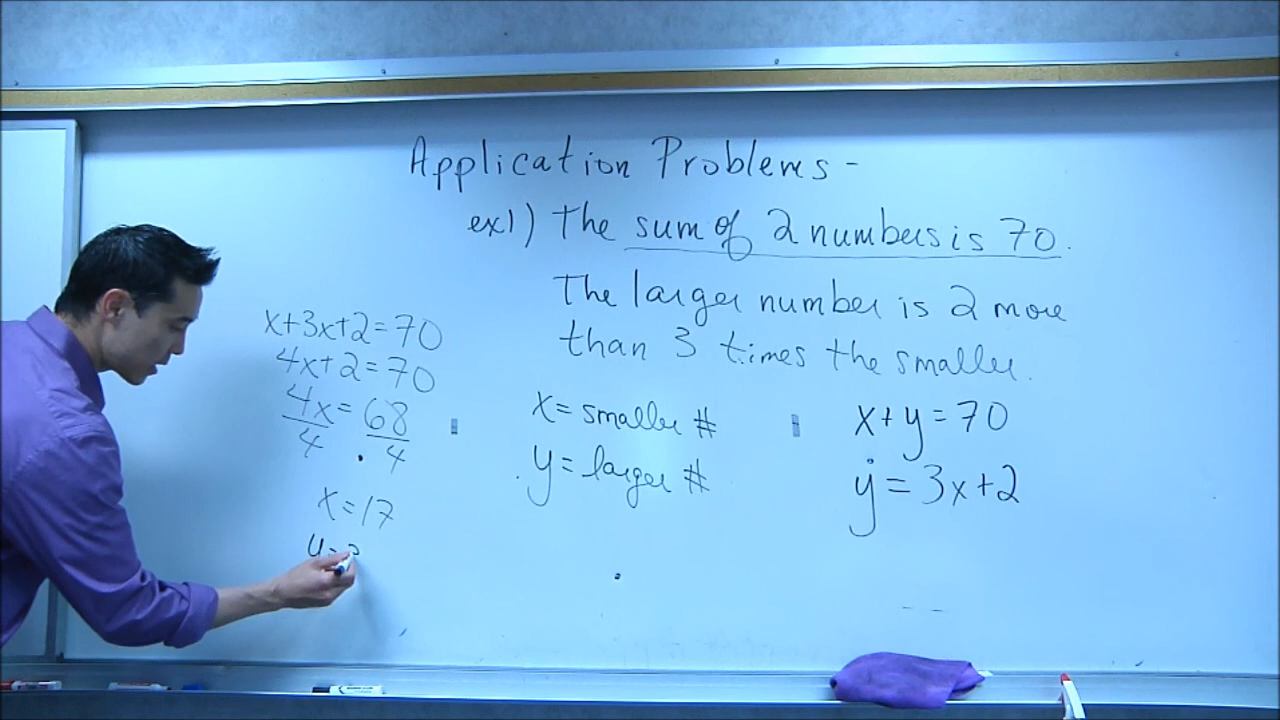 Application Problems -
ex1) The sum of 2 numbers is 70.
The larger number is 2 more
than 3 times the smaller.
x+3x+2=70
4x+2=70
4x=68
4 4
x=17
y=
x= smaller #
y= larger #
x+y=70
y=3x+2